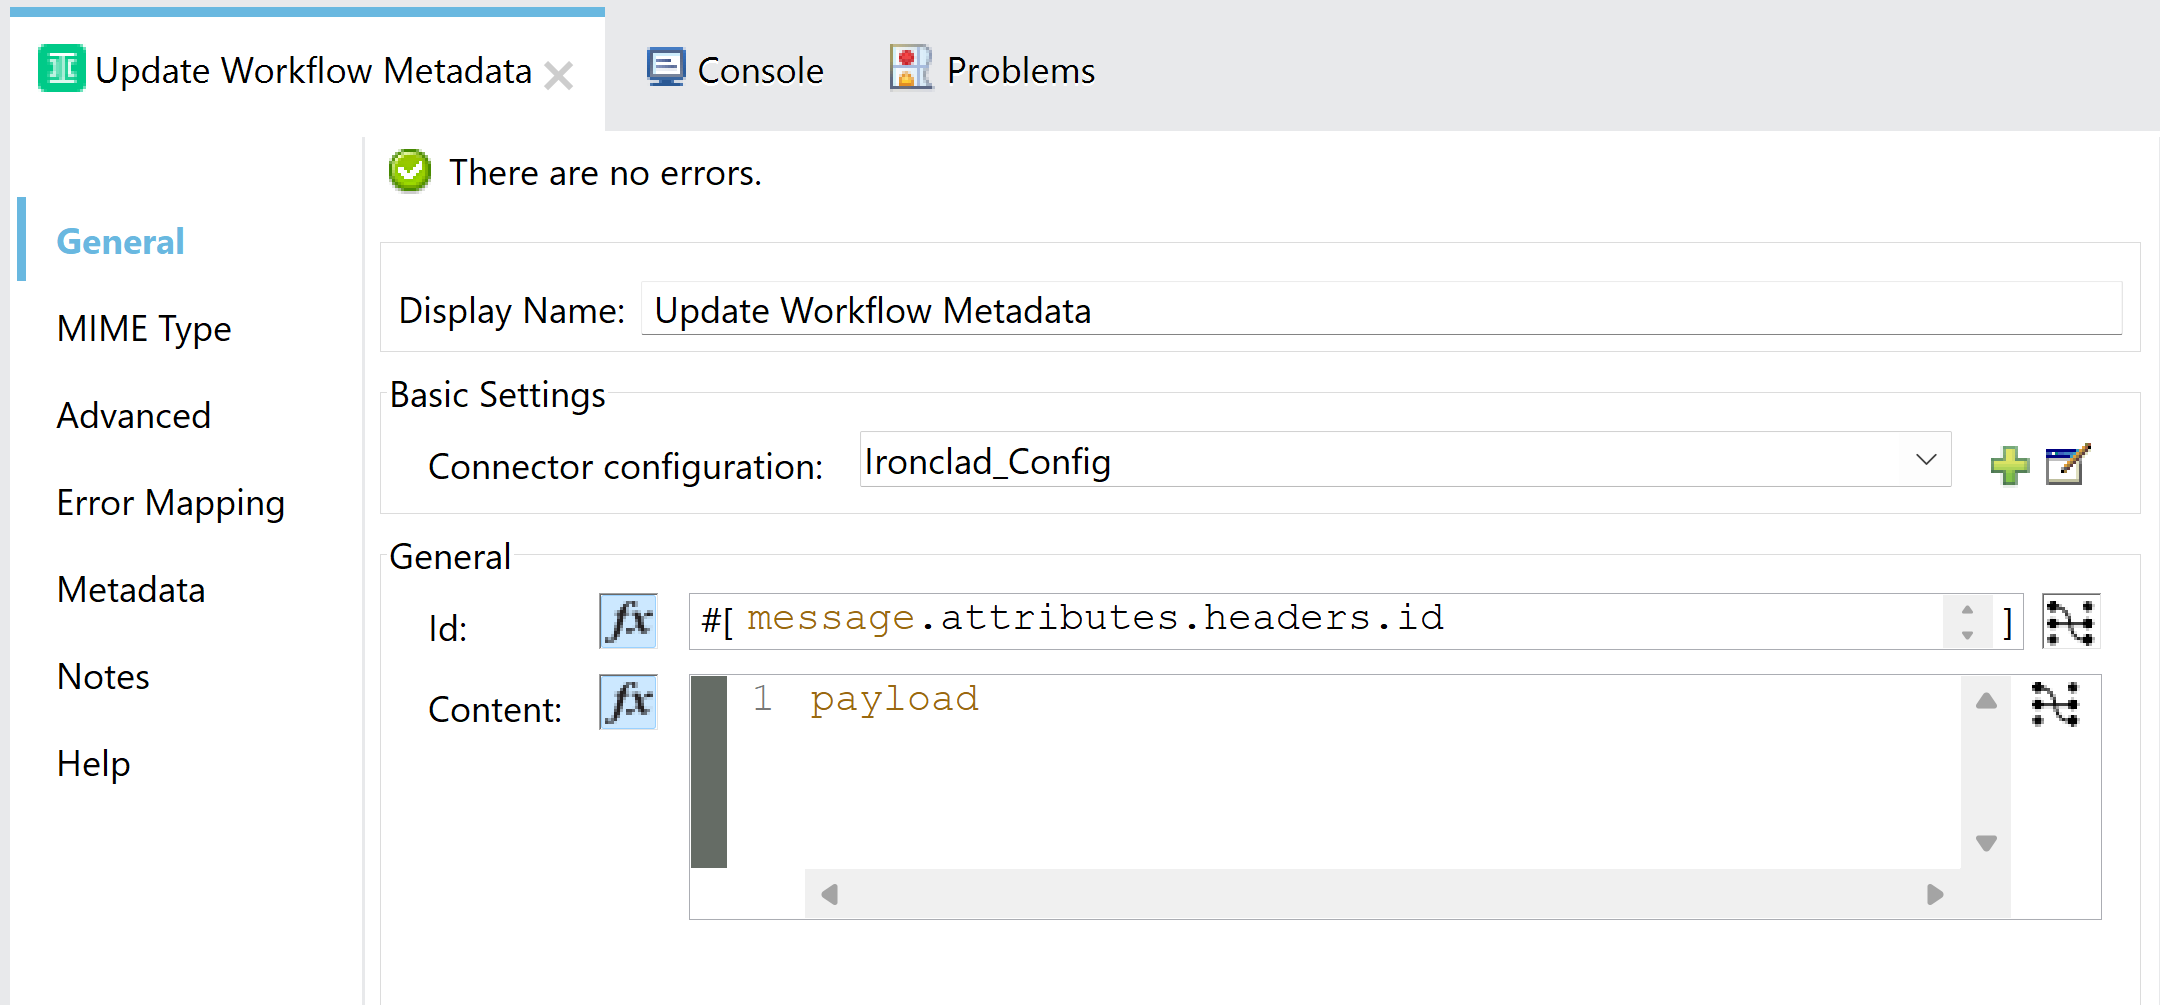 Update Workflow Metadata
Console
Problems
There are no errors.
General
MIME Type
Advanced
Error Mapping
Metadata
Notes
Help
Display Name: Update Workflow Metadata
Basic Settings
Connector configuration: Ironclad_Config
General
Id: fx #[ message.attributes.headers.id ]
Content: fx 1 payload